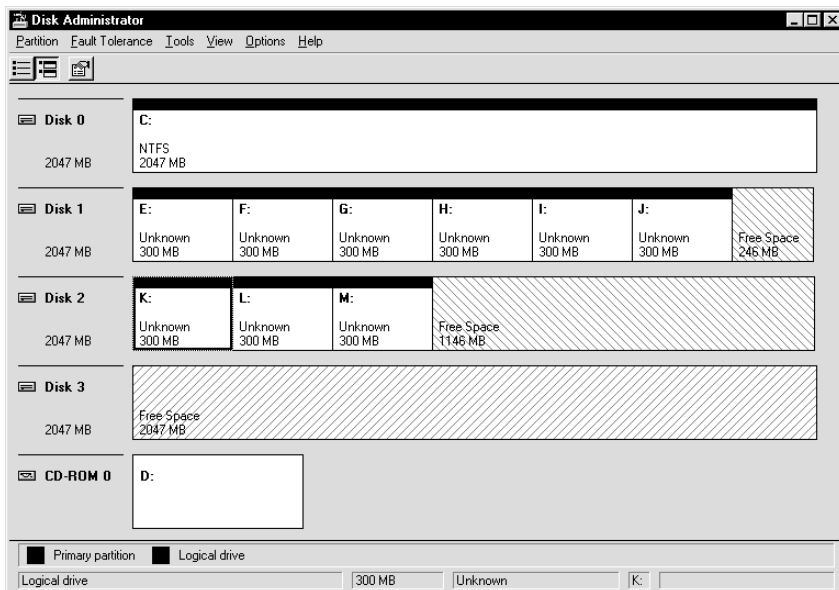 Disk Administrator
Partition Fault Tolerance Tools View Options Help
Disk 0
2047 MB
C:
NTFS
2047 MB
Disk 1
2047 MB
E: F: G: H: I: J:
Unknown Unknown Unknown Unknown Unknown Unknown Free Space
300 MB 300 MB 300 MB 300 MB 300 MB 300 MB 246 MB
Disk 2
2047 MB
K: L: M:
Unknown Unknown Unknown Free Space
300 MB 300 MB 300 MB 1146 MB
Disk 3
2047 MB
Free Space
2047 MB
CD-ROM 0 D:
Primary partition Logical drive
Logical drive 300 MB Unknown K: